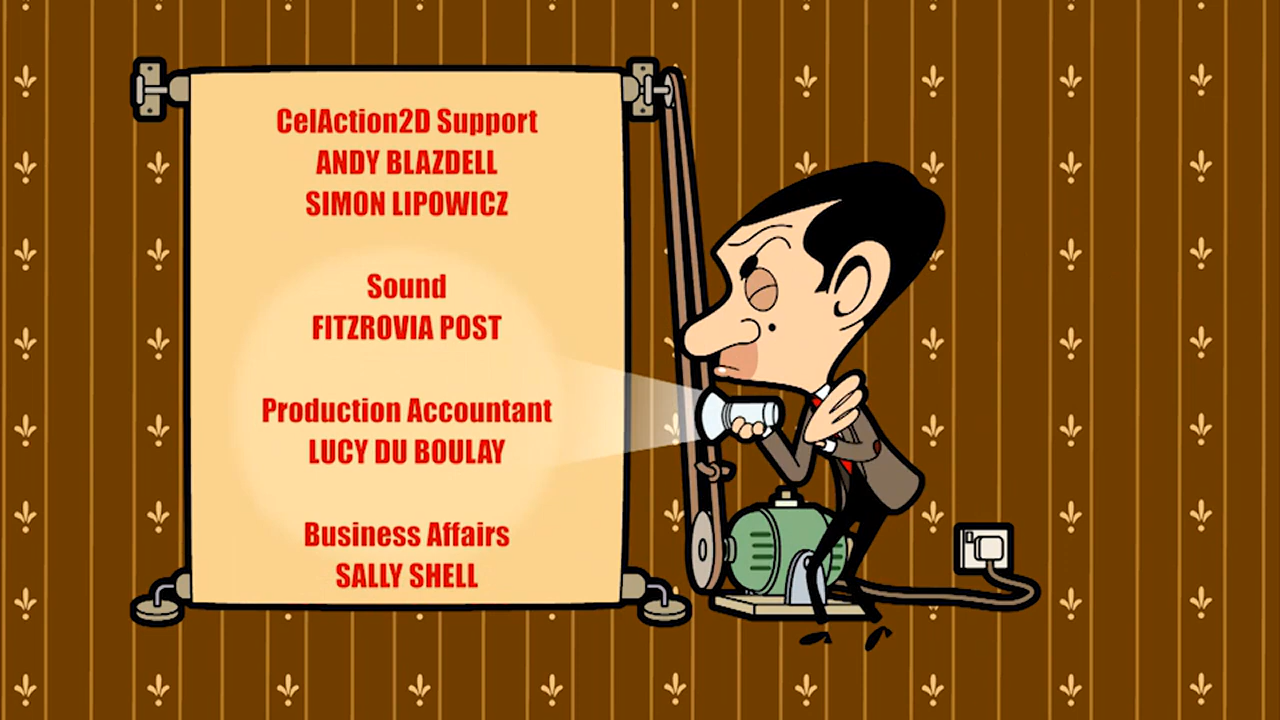 CelAction2D Support
ANDY BLAZDELL
SIMON LIPOWICZ
Sound
FITZROVIA POST
Production Accountant
LUCY DU BOULAY
Business Affairs
SALLY SHELL